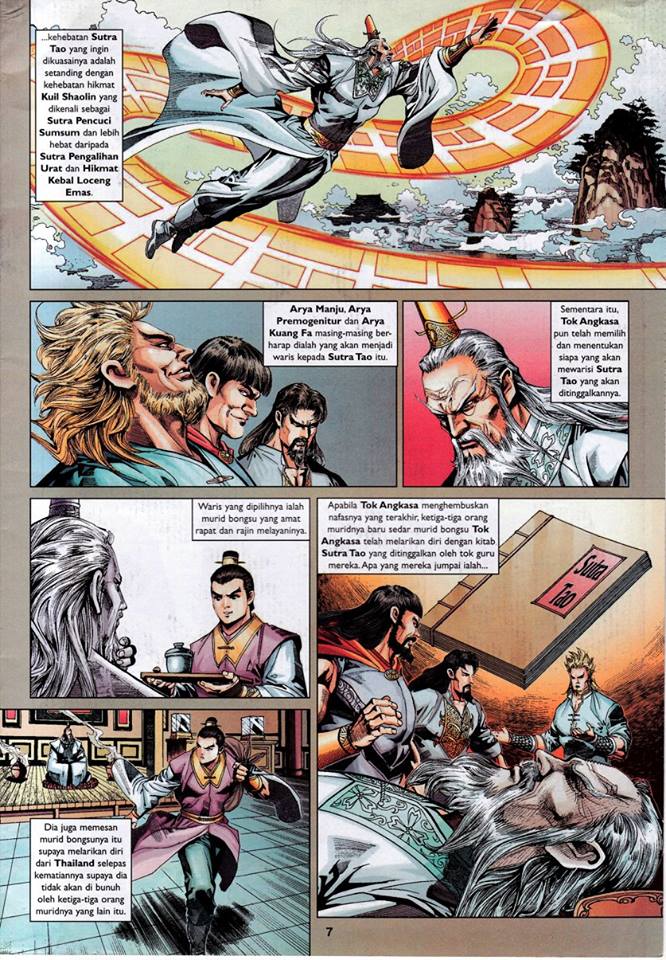 ...kehebatan Sutra
Tao yang ingin
dikuasainya adalah
setanding dengan
kehebatan hikmat
Kuil Shaolin yang
dikenali sebagai
Sutra Pencuci
Sumsum dan lebih
hebat daripada
Sutra Pengalihan
Urat dan Hikmat
Kebal Loceng
Emas.
Arya Manju, Arya
Premogenitur dan Arya
Kuang Fa masing-masing ber-
harap dialah yang akan menjadi
waris kepada Sutra Tao itu.
Sementara itu,
Tok Angkasa
pun telah memilih
dan menentukan
siapa yang akan
mewarisi Sutra
Tao yang akan
ditinggalkannya.
Waris yang dipilihnya ialah
murid bongsu yang amat
rapat dan rajin melayaninya.
Apabila Tok Angkasa menghembuskan
nafasnya yang terakhir, ketiga-tiga orang
muridnya baru sedar murid bongsu Tok
Angkasa telah melarikan diri dengan kitab
Sutra Tao yang ditinggalkan oleh tok guru
mereka. Apa yang mereka jumpai ialah...
Sutra
Tao
Dia juga memesan
murid bongsunya itu
supaya melarikan diri
dari Thailand selepas
kematiannya supaya dia
tidak akan di bunuh
oleh ketiga-tiga orang
muridnya yang lain itu.
7